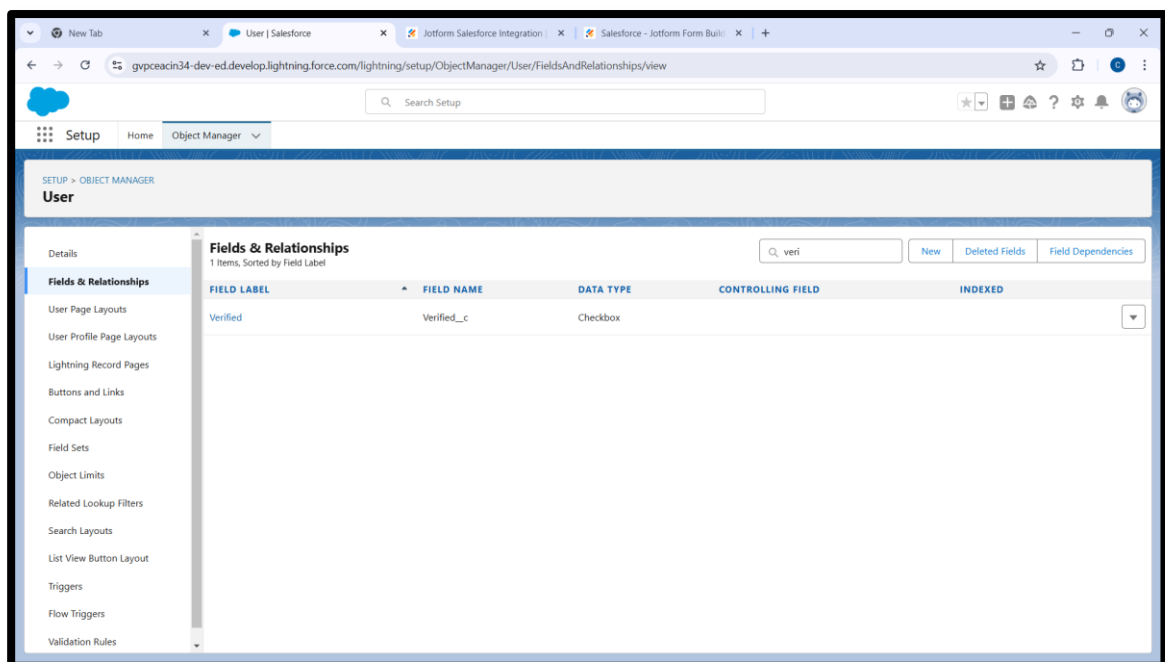 New Tab
User | Salesforce
Jotform Salesforce Integration |
Salesforce - Jotform Form Build
gvpceacin34-dev-ed.develop.lightning.force.com/lightning/setup/ObjectManager/User/FieldsAndRelationships/view
C
Search Setup
Setup
Home
Object Manager
SETUP > OBJECT MANAGER
User
Details
Fields & Relationships
User Page Layouts
User Profile Page Layouts
Lightning Record Pages
Buttons and Links
Compact Layouts
Field Sets
Object Limits
Related Lookup Filters
Search Layouts
List View Button Layout
Triggers
Flow Triggers
Validation Rules
Fields & Relationships
1 Items, Sorted by Field Label
veri
New
Deleted Fields
Field Dependencies
FIELD LABEL FIELD NAME DATA TYPE CONTROLLING FIELD INDEXED
Verified Verified__c Checkbox